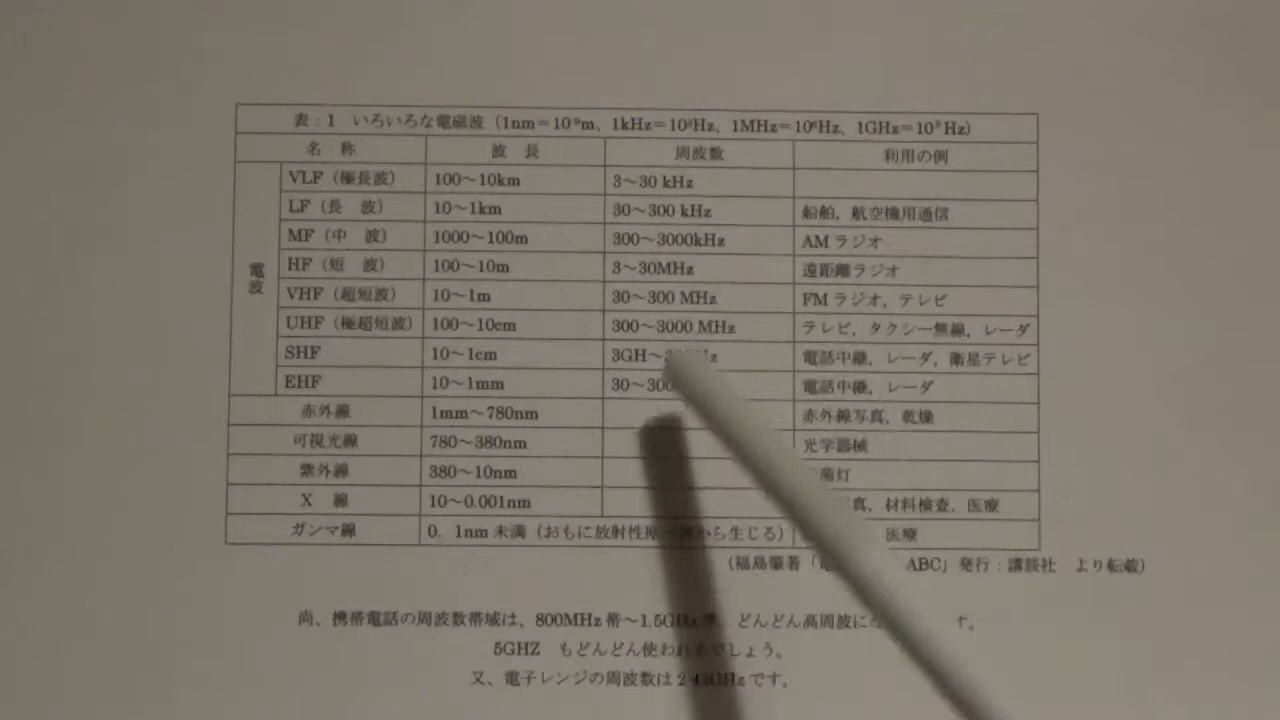 表：1　いろいろな電磁波（1nm＝10⁻⁹m、1kHz＝10³Hz、1MHz＝10⁶Hz、1GHz＝10⁹Hz）
名　称　波　長　周波数　利用の例
電波
VLF（極長波）　100～10km　3～30 kHz
LF（長　波）　10～1km　30～300 kHz　船舶，航空機用通信
MF（中　波）　1000～100m　300～3000kHz　AMラジオ
HF（短　波）　100～10m　3～30MHz　遠距離ラジオ
VHF（超短波）　10～1m　30～300 MHz　FMラジオ，テレビ
UHF（極超短波）　100～10cm　300～3000 MHz　テレビ，タクシー無線，レーダ
SHF　10～1cm　3GH～　電話中継，レーダ，衛星テレビ
EHF　10～1mm　30～300　電話中継，レーダ
赤外線　1mm～780nm　赤外線写真，乾燥
可視光線　780～380nm　光学器械
紫外線　380～10nm　菌灯
X　線　10～0.001nm　真，材料検査，医療
ガンマ線　0．1nm未満（おもに放射性原　から生じる）　医療
（福島肇著「　ABC」発行：講談社　より転載）
尚、携帯電話の周波数帯域は、800MHz帯～1.5G　どんどん高周波に　す。
5GHZ　もどんどん使われるでしょう。
又、電子レンジの周波数は2　Hzです。